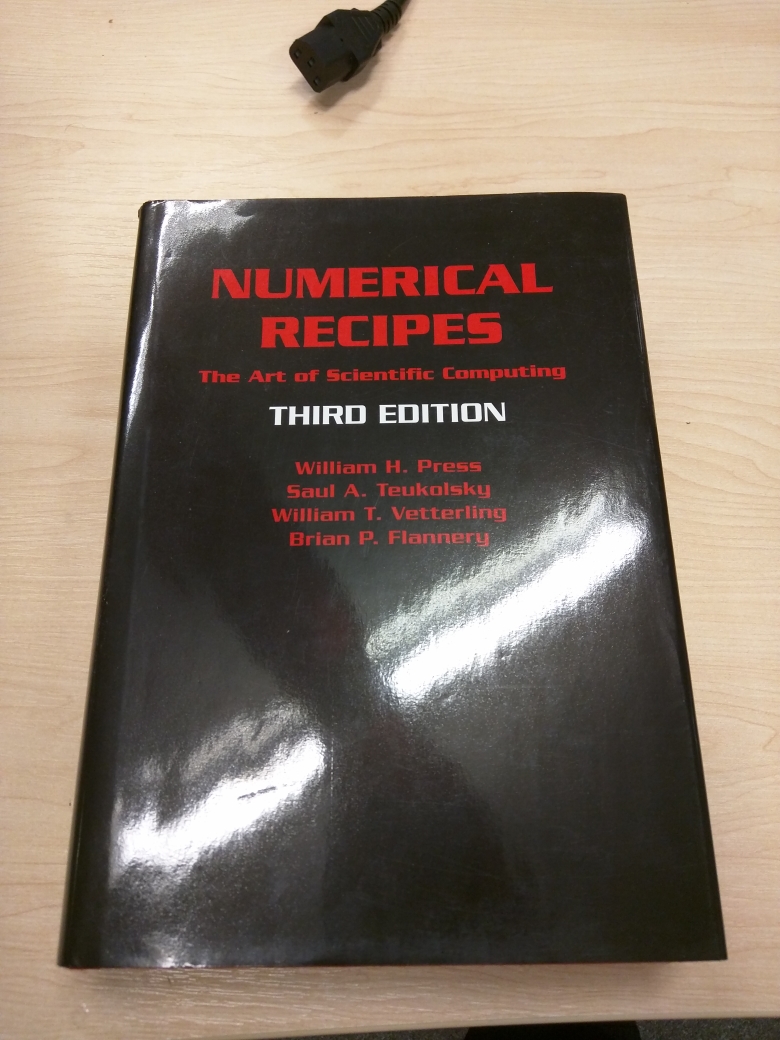 NUMERICAL
RECIPES
The Art of Scientific Computing
THIRD EDITION
William H. Press
Saul A. Teukolsky
William T. Vetterling
Brian P. Flannery